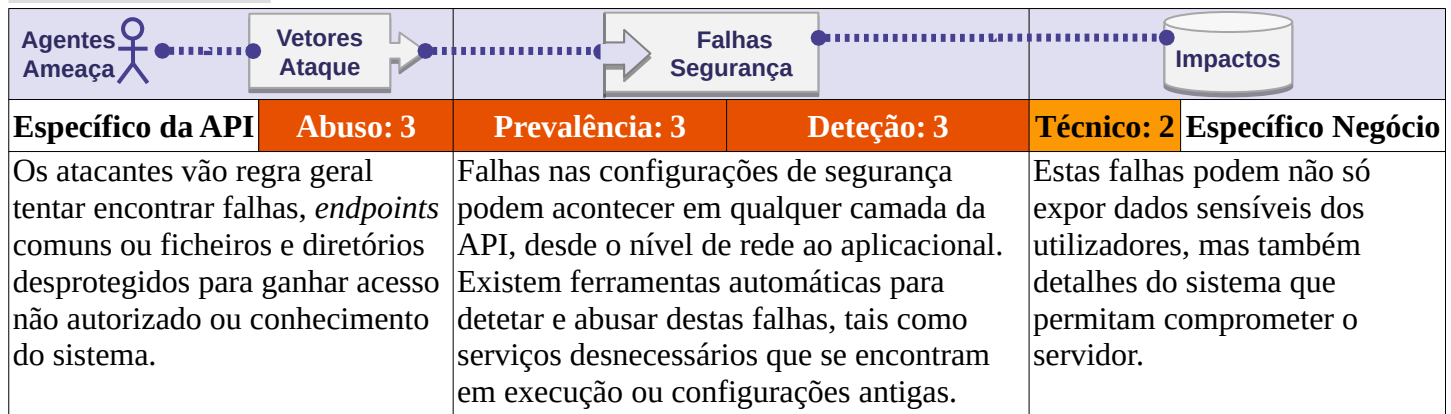 Agentes
Ameaça
Vetores
Ataque
Falhas
Segurança
Impactos
Específico da API
Abuso: 3
Prevalência: 3
Deteção: 3
Técnico: 2
Específico Negócio
Os atacantes vão regra geral
tentar encontrar falhas, endpoints
comuns ou ficheiros e diretórios
desprotegidos para ganhar acesso
não autorizado ou conhecimento
do sistema.
Falhas nas configurações de segurança
podem acontecer em qualquer camada da
API, desde o nível de rede ao aplicacional.
Existem ferramentas automáticas para
detetar e abusar destas falhas, tais como
serviços desnecessários que se encontram
em execução ou configurações antigas.
Estas falhas podem não só
expor dados sensíveis dos
utilizadores, mas também
detalhes do sistema que
permitam comprometer o
servidor.